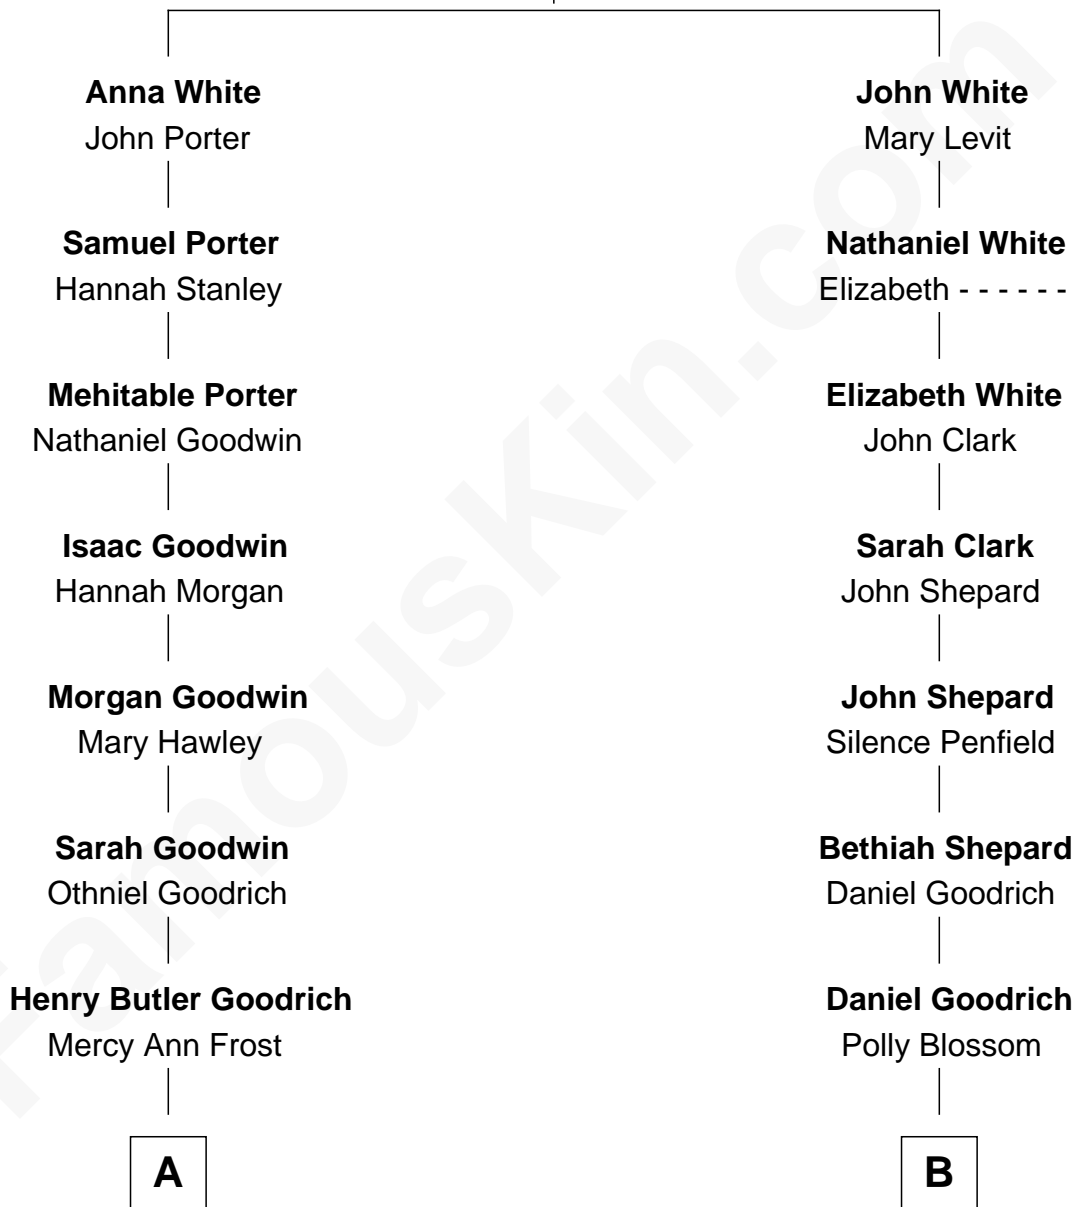 Anna White
John Porter
Samuel Porter
Hannah Stanley
Mehitable Porter
Nathaniel Goodwin
Isaac Goodwin
Hannah Morgan
Morgan Goodwin
Mary Hawley
Sarah Goodwin
Othniel Goodrich
Henry Butler Goodrich
Mercy Ann Frost
A
John White
Mary Levit
Nathaniel White
Elizabeth - - - - - -
Elizabeth White
John Clark
Sarah Clark
John Shepard
John Shepard
Silence Penfield
Bethiah Shepard
Daniel Goodrich
Daniel Goodrich
Polly Blossom
B
FamousKin.com